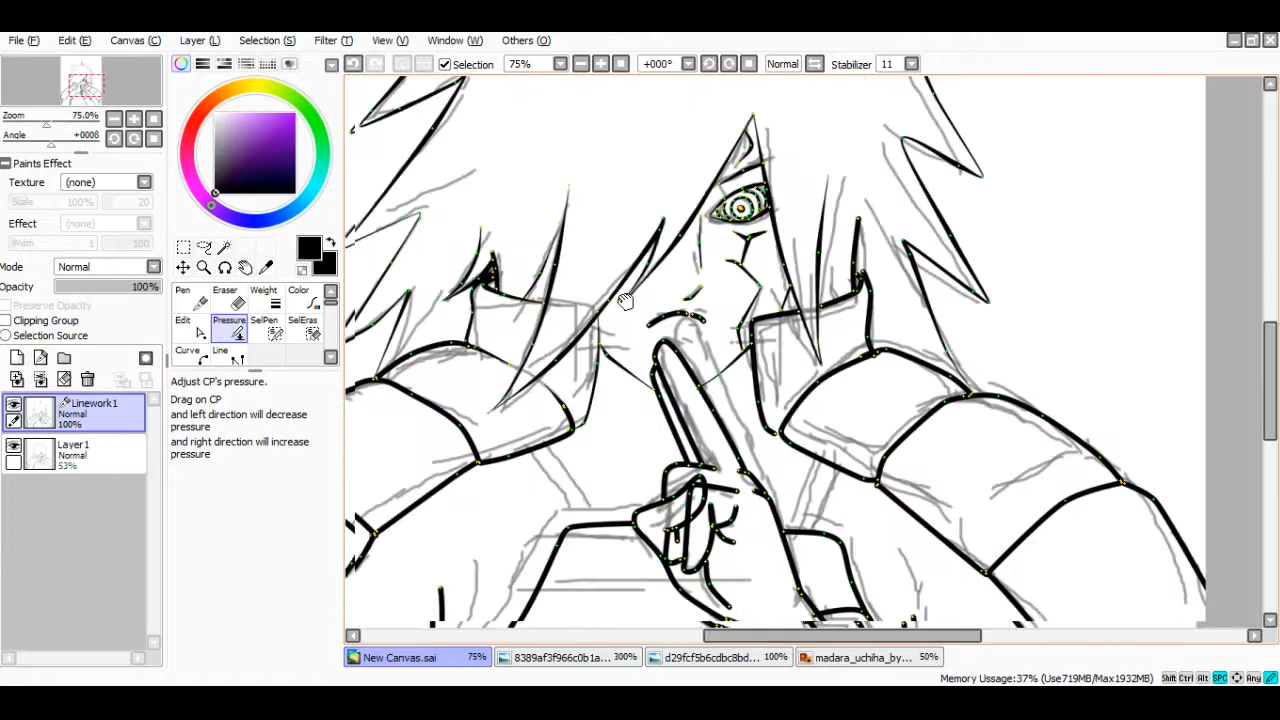 File (F) Edit (E) Canvas (C) Layer (L) Selection (S) Filter (T) View (V) Window (W) Others (O)
Selection 75% +000° Normal Stabilizer 11
Zoom 75.0%
Angle +000ß
Paints Effect
Texture (none)
Scale 100% 20
Effect (none)
Width 1 100
Mode Normal
Opacity 100%
Preserve Opacity
Clipping Group
Selection Source
Linework1
Normal
100%
Layer1
Normal
53%
Pen Eraser Weight Color
Edit Pressure SelPen SelEras
Curve Line
Adjust CP's pressure.
Drag on CP
and left direction will decrease
pressure
and right direction will increase
pressure
New Canvas.sai 75% 8389af3f966c0b1a... 300% d29fcf5b6cdbc8bd... 100% madara_uchiha_by... 50%
Memory Ussage:37% (Use719MB/Max1932MB) Shift Ctrl Alt SPC Any